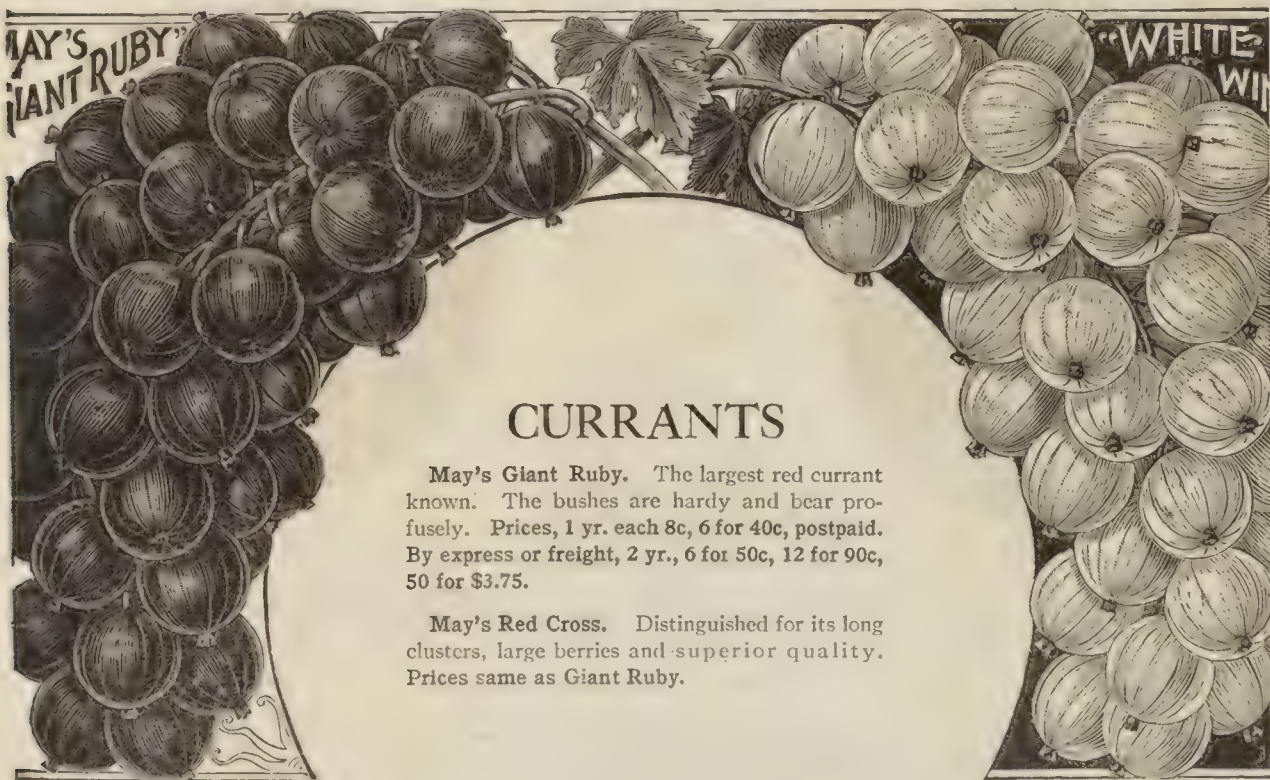 MAY'S
GIANT RUBY"
"WHITE
CURRANTS
May's Giant Ruby. The largest red currant
known. The bushes are hardy and bear pro-
fusely. Prices, 1 yr. each 8c, 6 for 40c, postpaid.
By express or freight, 2 yr., 6 for 50c, 12 for 90c,
50 for $3.75.
May's Red Cross. Distinguished for its long
clusters, large berries and superior quality.
Prices same as Giant Ruby.